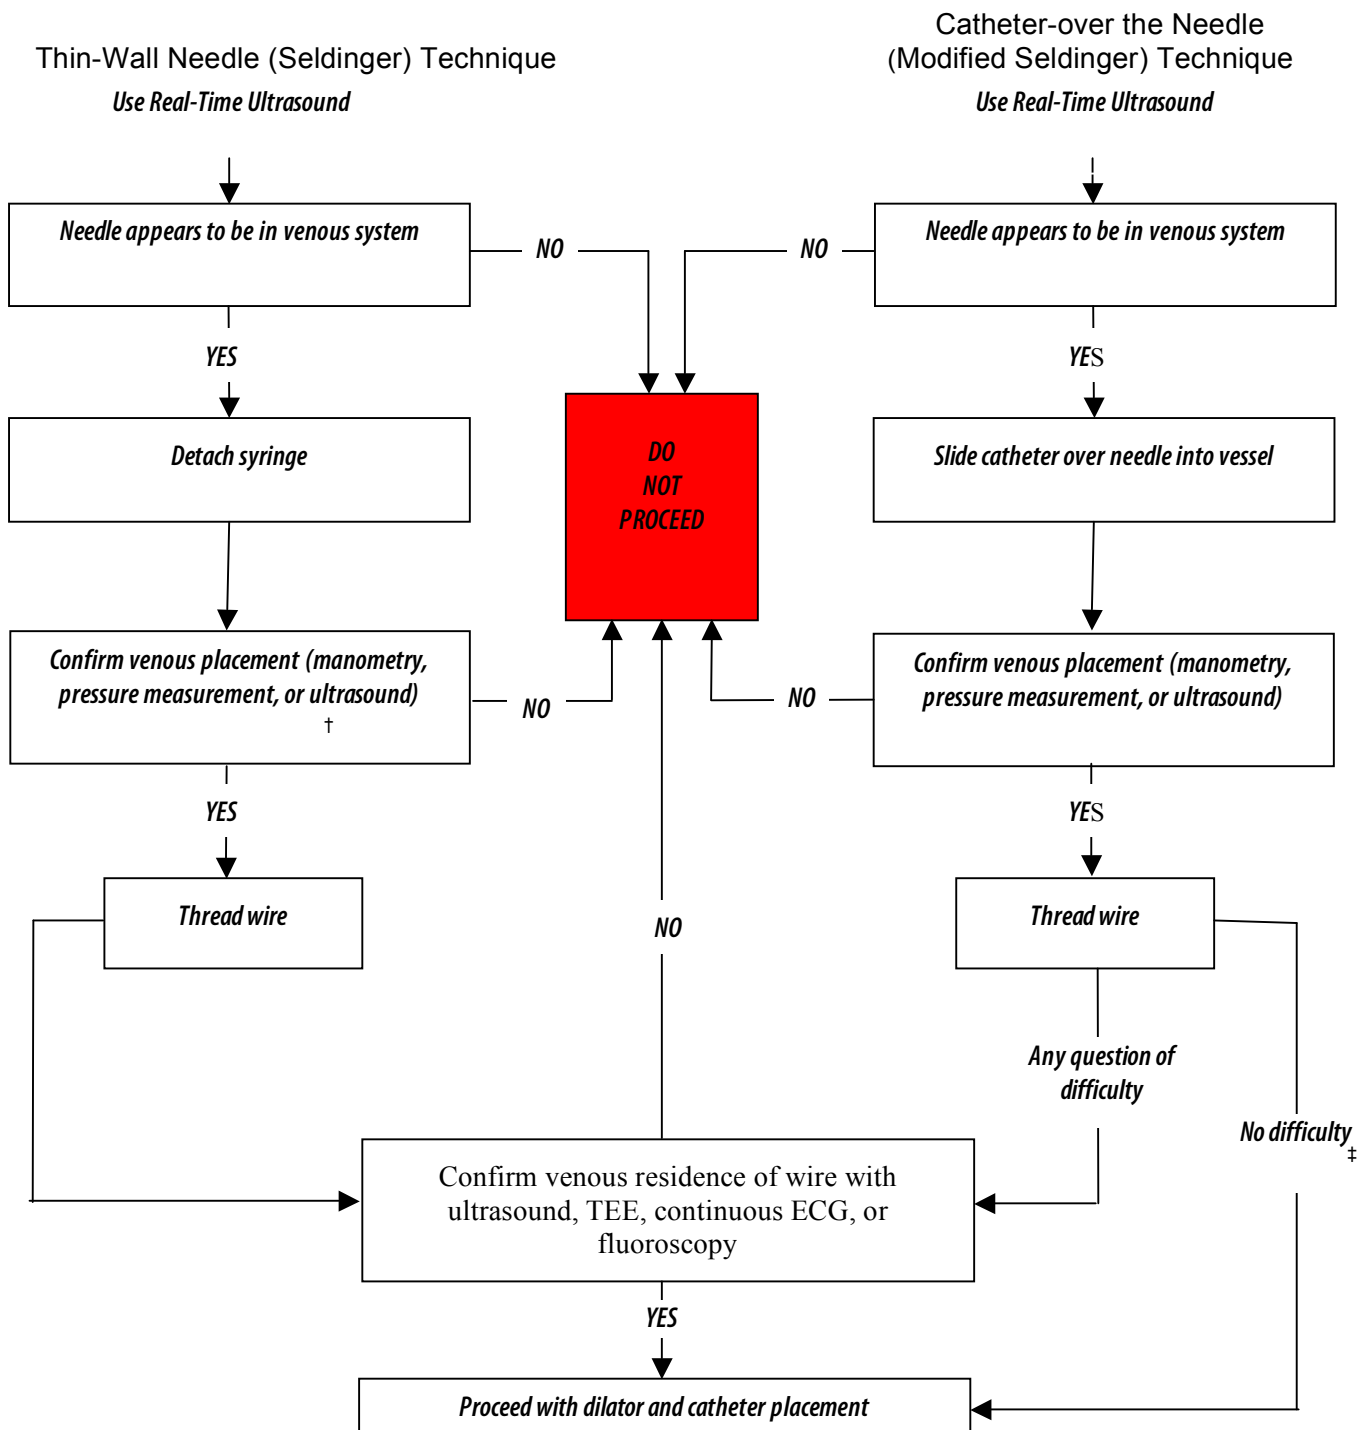 Thin-Wall Needle (Seldinger) Technique
Use Real-Time Ultrasound
Catheter-over the Needle
(Modified Seldinger) Technique
Use Real-Time Ultrasound
Needle appears to be in venous system
NO
NO
Needle appears to be in venous system
YES
YES
Detach syringe
DO
NOT
PROCEED
Slide catheter over needle into vessel
Confirm venous placement (manometry,
pressure measurement, or ultrasound)
†
NO
NO
Confirm venous placement (manometry,
pressure measurement, or ultrasound)
YES
YES
Thread wire
NO
Thread wire
Any question of
difficulty
No difficulty
‡
Confirm venous residence of wire with
ultrasound, TEE, continuous ECG, or
fluoroscopy
YES
Proceed with dilator and catheter placement